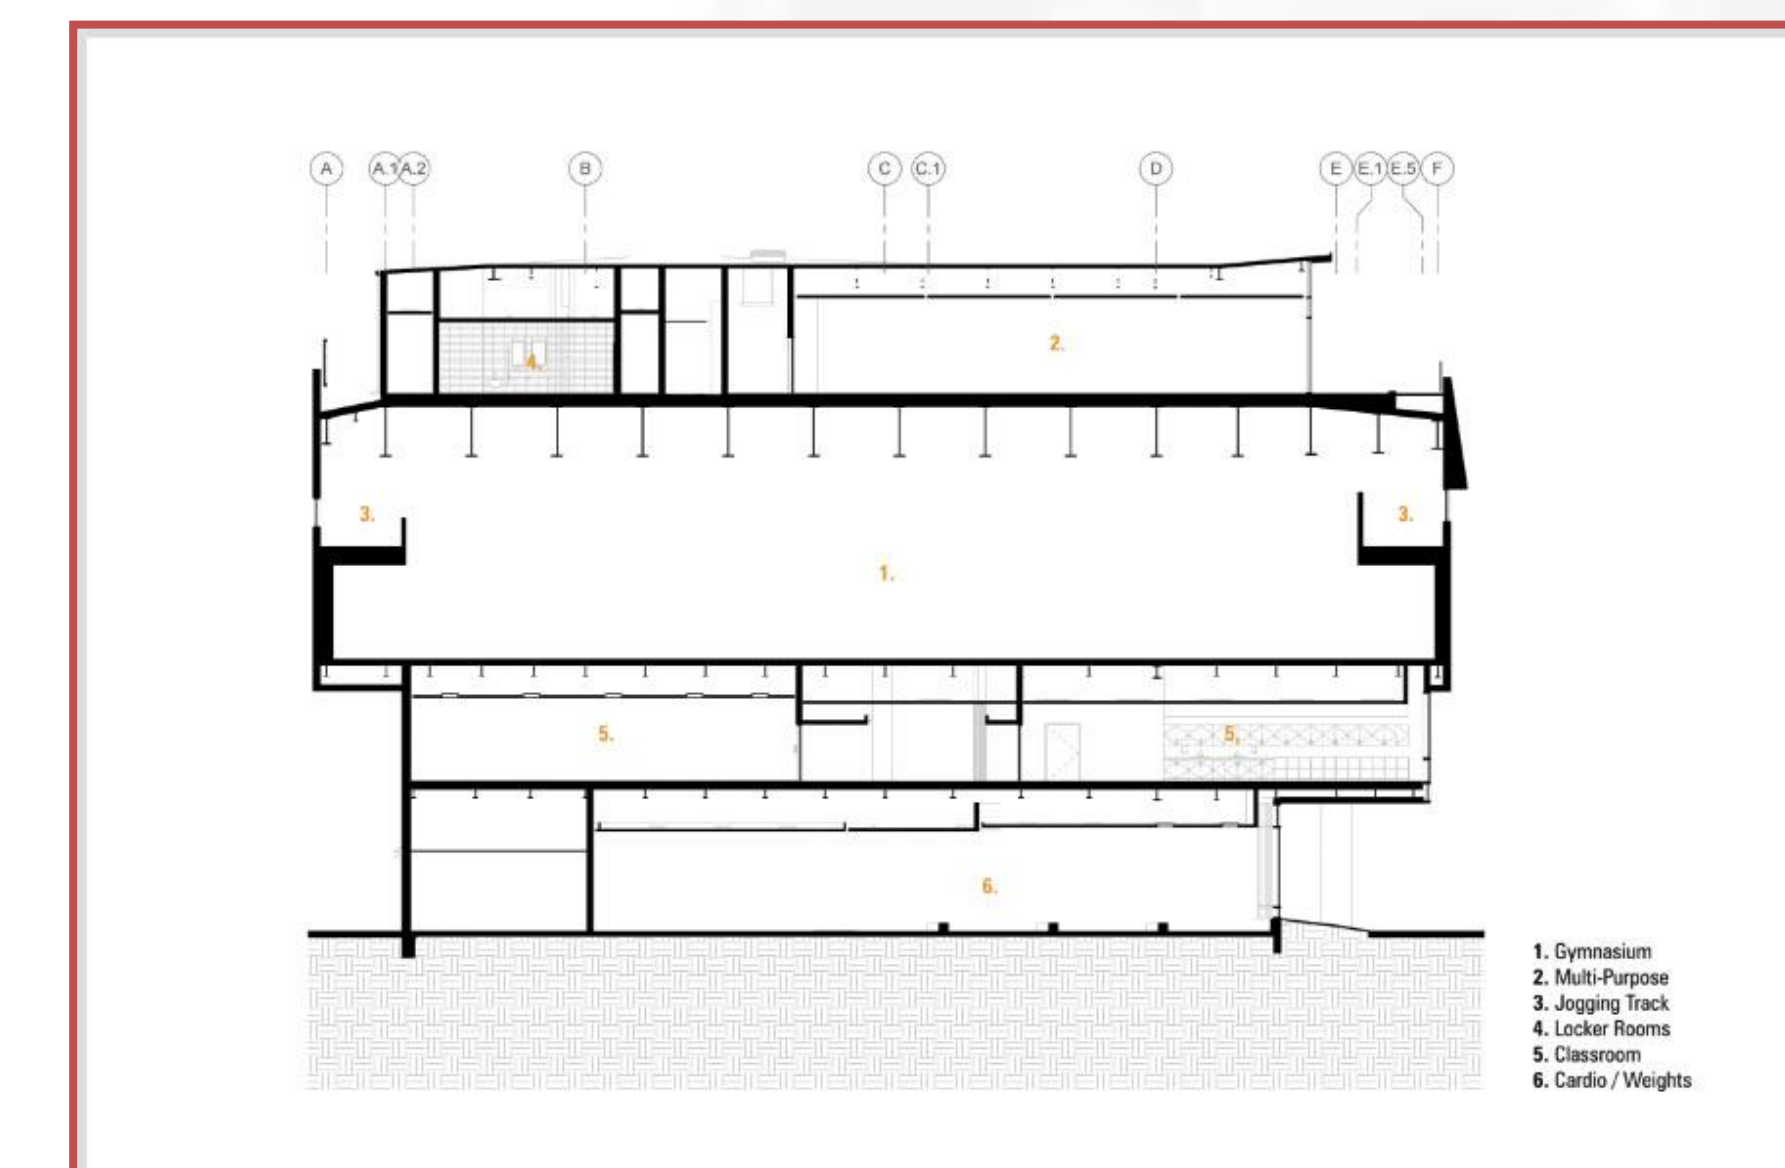 A A.1 A.2 B C C.1 D E E.1 E.5 F
4.
2.
3. 3.
1.
5. 5.
6.
1. Gymnasium
2. Multi-Purpose
3. Jogging Track
4. Locker Rooms
5. Classroom
6. Cardio / Weights